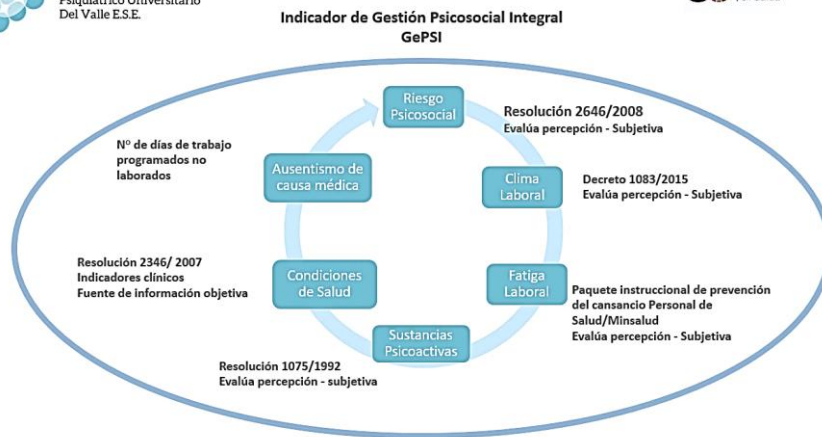 Psiquiátrico Universitario
Del Valle E.S.E.
Indicador de Gestión Psicosocial Integral
GePSI
Riesgo
Psicosocial
Resolución 2646/2008
Evalúa percepción - Subjetiva
Clima
Laboral
Decreto 1083/2015
Evalúa percepción - Subjetiva
Fatiga
Laboral
Paquete instruccional de prevención
del cansancio Personal de
Salud/Minsalud
Evalúa percepción - Subjetiva
Sustancias
Psicoactivas
Resolución 1075/1992
Evalúa percepción - subjetiva
Condiciones
de Salud
Resolución 2346/ 2007
Indicadores clínicos
Fuente de información objetiva
Ausentismo de
causa médica
N° de días de trabajo
programados no
laborados